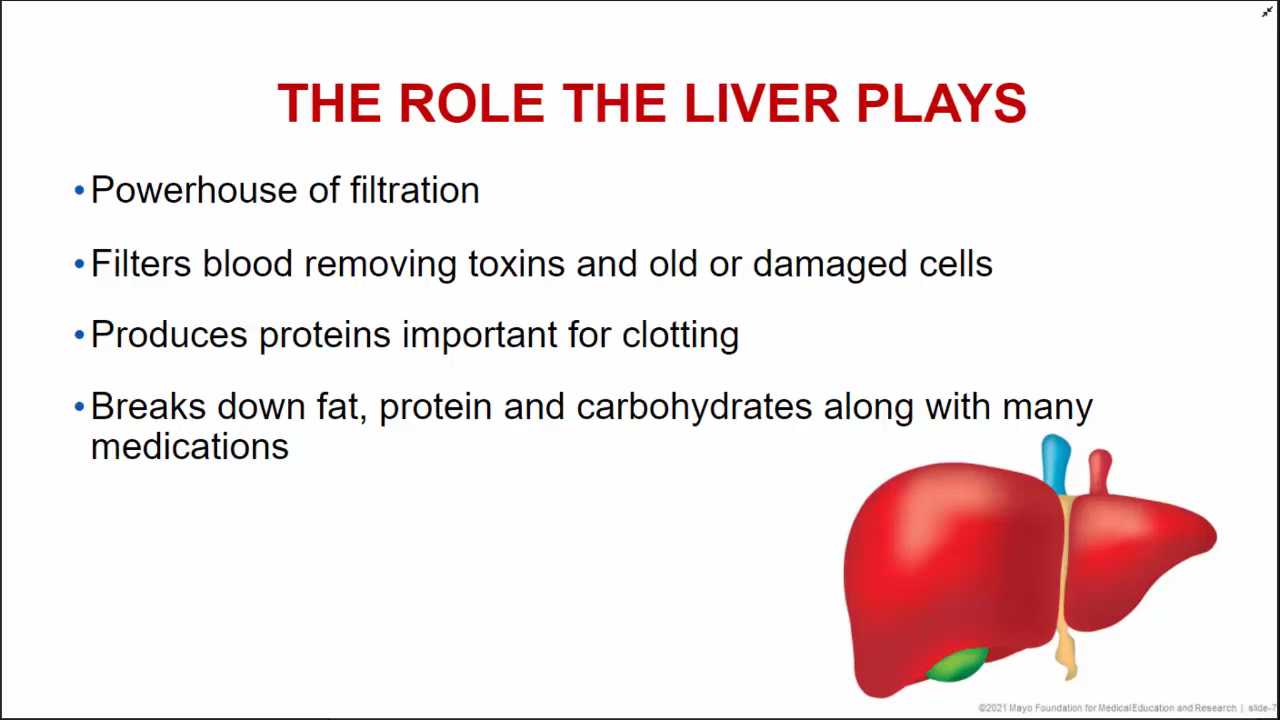 THE ROLE THE LIVER PLAYS
•Powerhouse of filtration
•Filters blood removing toxins and old or damaged cells
•Produces proteins important for clotting
•Breaks down fat, protein and carbohydrates along with many
medications
©2021 Mayo Foundation for Medical Education and Research | slide-7